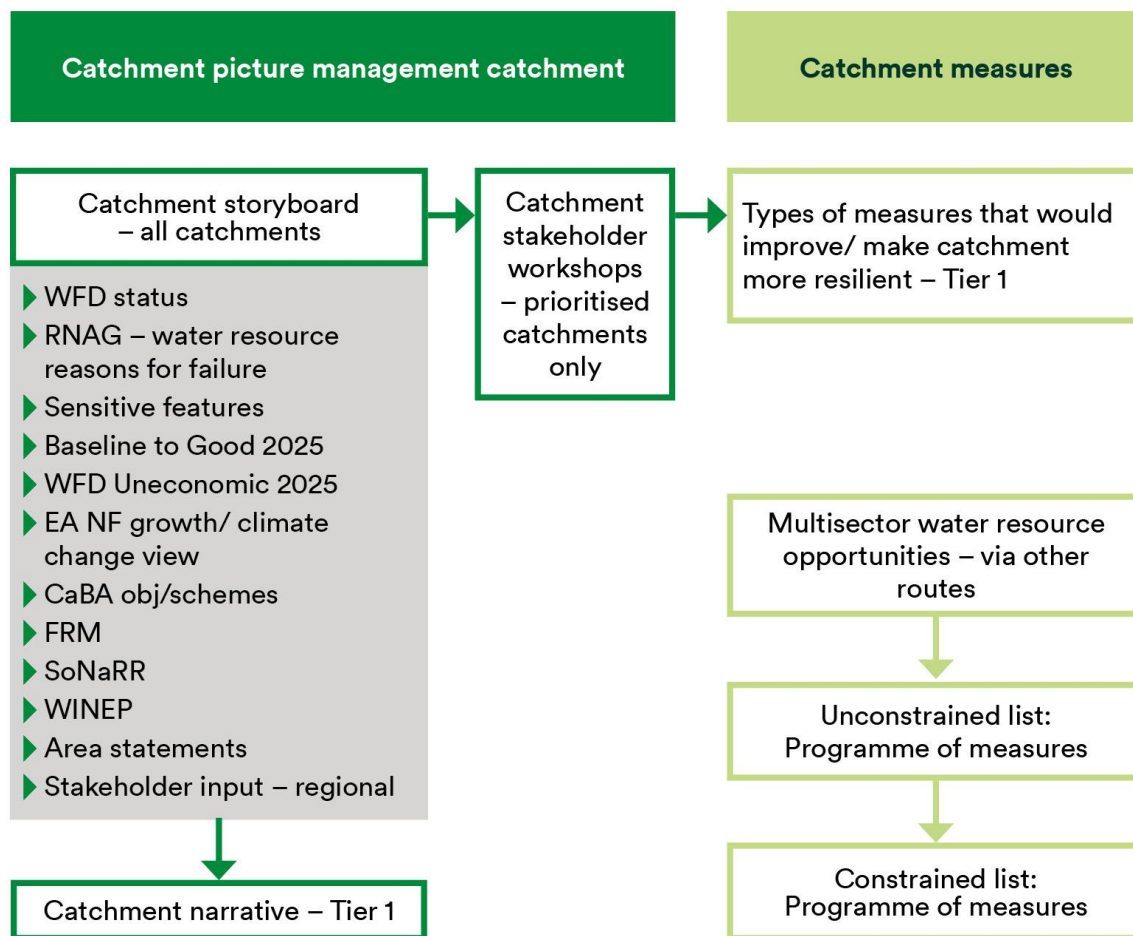 Catchment picture management catchment
Catchment measures
Catchment storyboard
– all catchments
WFD status
RNAG – water resource
reasons for failure
Sensitive features
Baseline to Good 2025
WFD Uneconomic 2025
EA NF growth/ climate
change view
CaBA obj/schemes
FRM
SoNaRR
WINEP
Area statements
Stakeholder input – regional
Catchment narrative – Tier 1
Catchment
stakeholder
workshops
– prioritised
catchments
only
Types of measures that would
improve/ make catchment
more resilient – Tier 1
Multisector water resource
opportunities – via other
routes
Unconstrained list:
Programme of measures
Constrained list:
Programme of measures